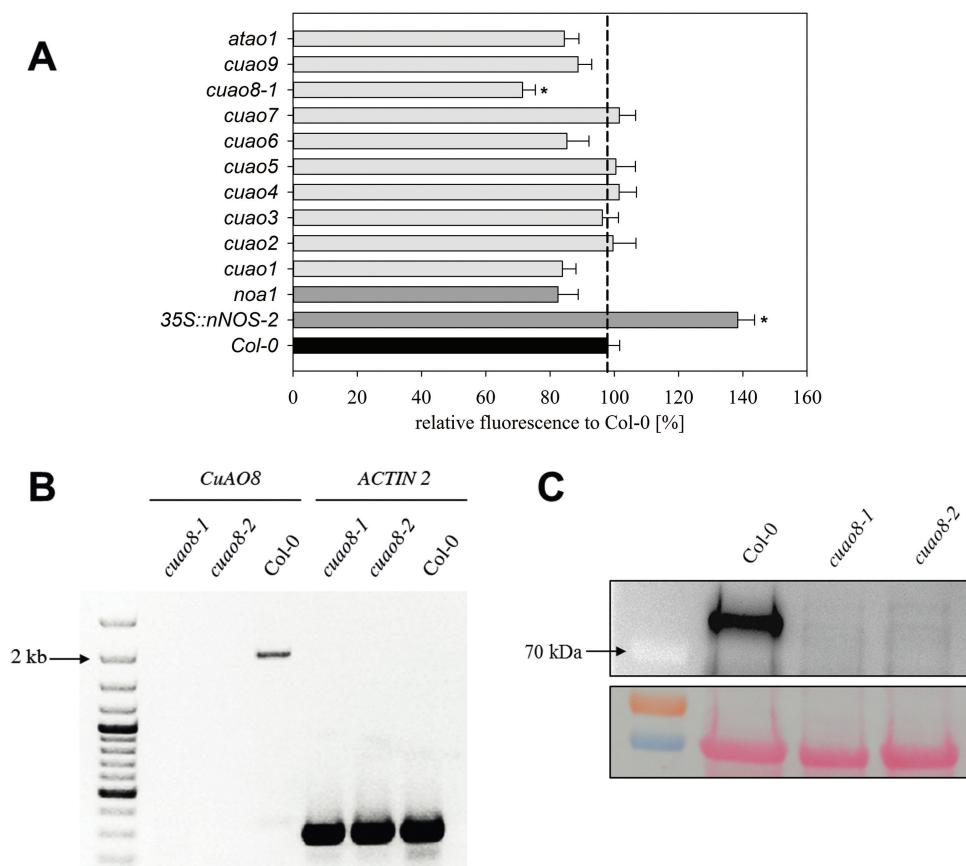 A
atao1
cuao9
cuao8-1
*
cuao7
cuao6
cuao5
cuao4
cuao3
cuao2
cuao1
noa1
35S::nNOS-2
*
Col-0
0 20 40 60 80 100 120 140 160
relative fluorescence to Col-0 [%]
B
CuAO8 ACTIN 2
cuao8-1 cuao8-2 Col-0 cuao8-1 cuao8-2 Col-0
2 kb
C
Col-0 cuao8-1 cuao8-2
70 kDa